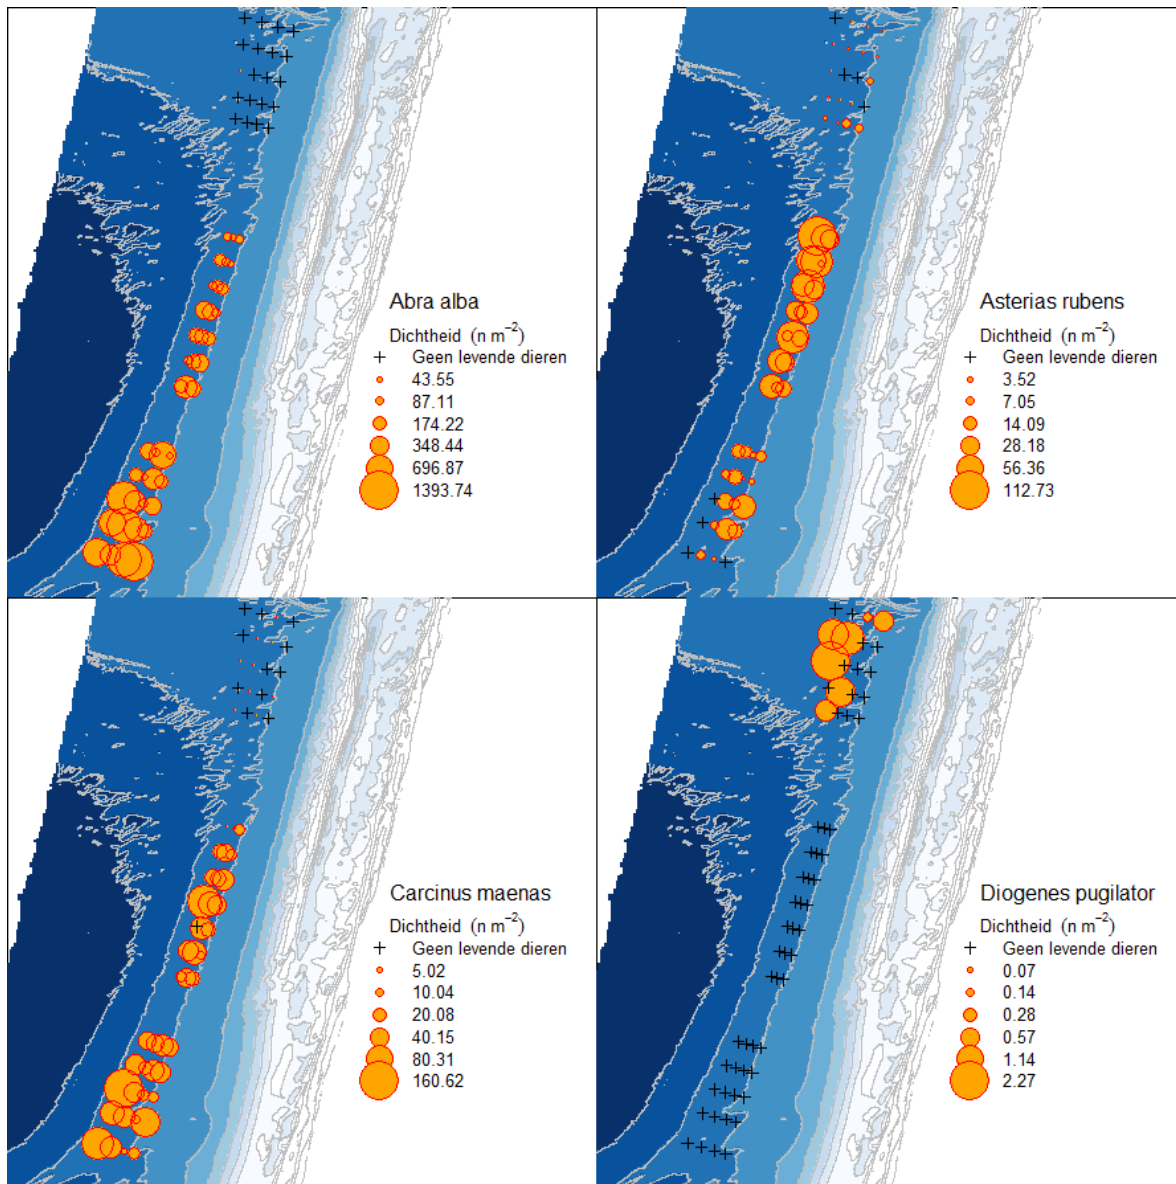 Abra alba
Dichtheid (n m⁻²)
Geen levende dieren
43.55
87.11
174.22
348.44
696.87
1393.74
Asterias rubens
Dichtheid (n m⁻²)
Geen levende dieren
3.52
7.05
14.09
28.18
56.36
112.73
Carcinus maenas
Dichtheid (n m⁻²)
Geen levende dieren
5.02
10.04
20.08
40.15
80.31
160.62
Diogenes pugilator
Dichtheid (n m⁻²)
Geen levende dieren
0.07
0.14
0.28
0.57
1.14
2.27